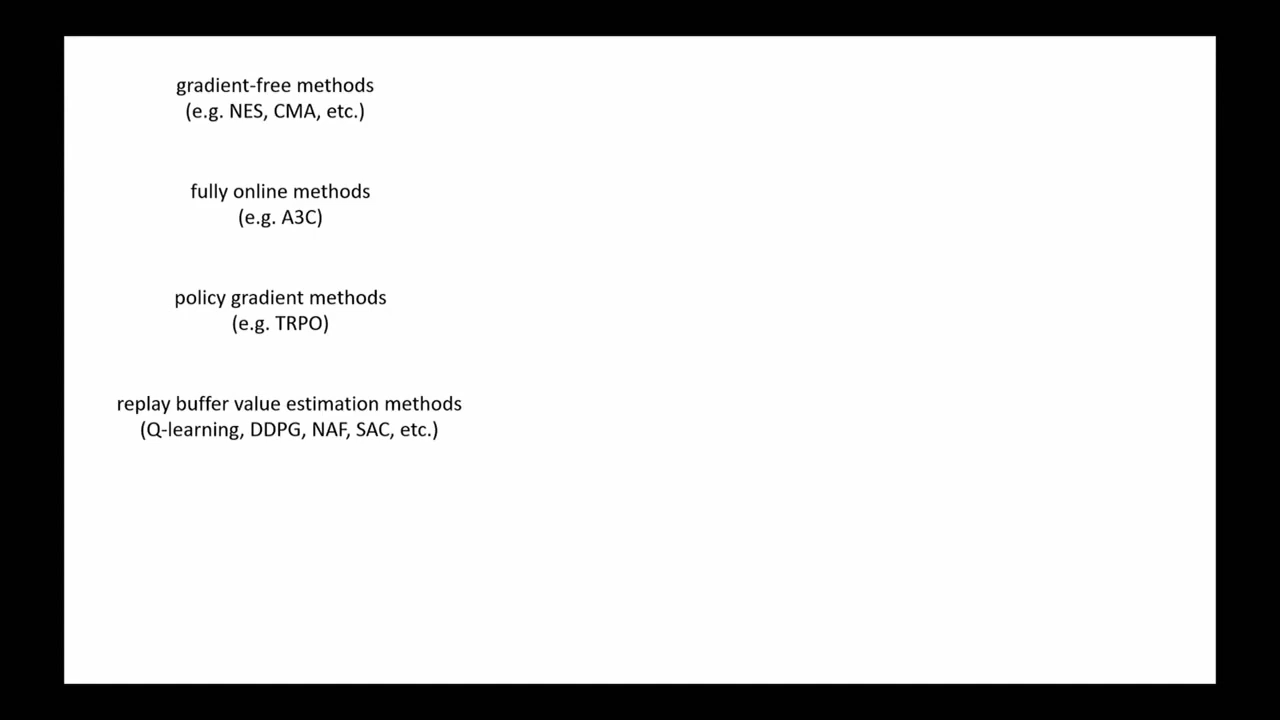 gradient-free methods
(e.g. NES, CMA, etc.)
fully online methods
(e.g. A3C)
policy gradient methods
(e.g. TRPO)
replay buffer value estimation methods
(Q-learning, DDPG, NAF, SAC, etc.)